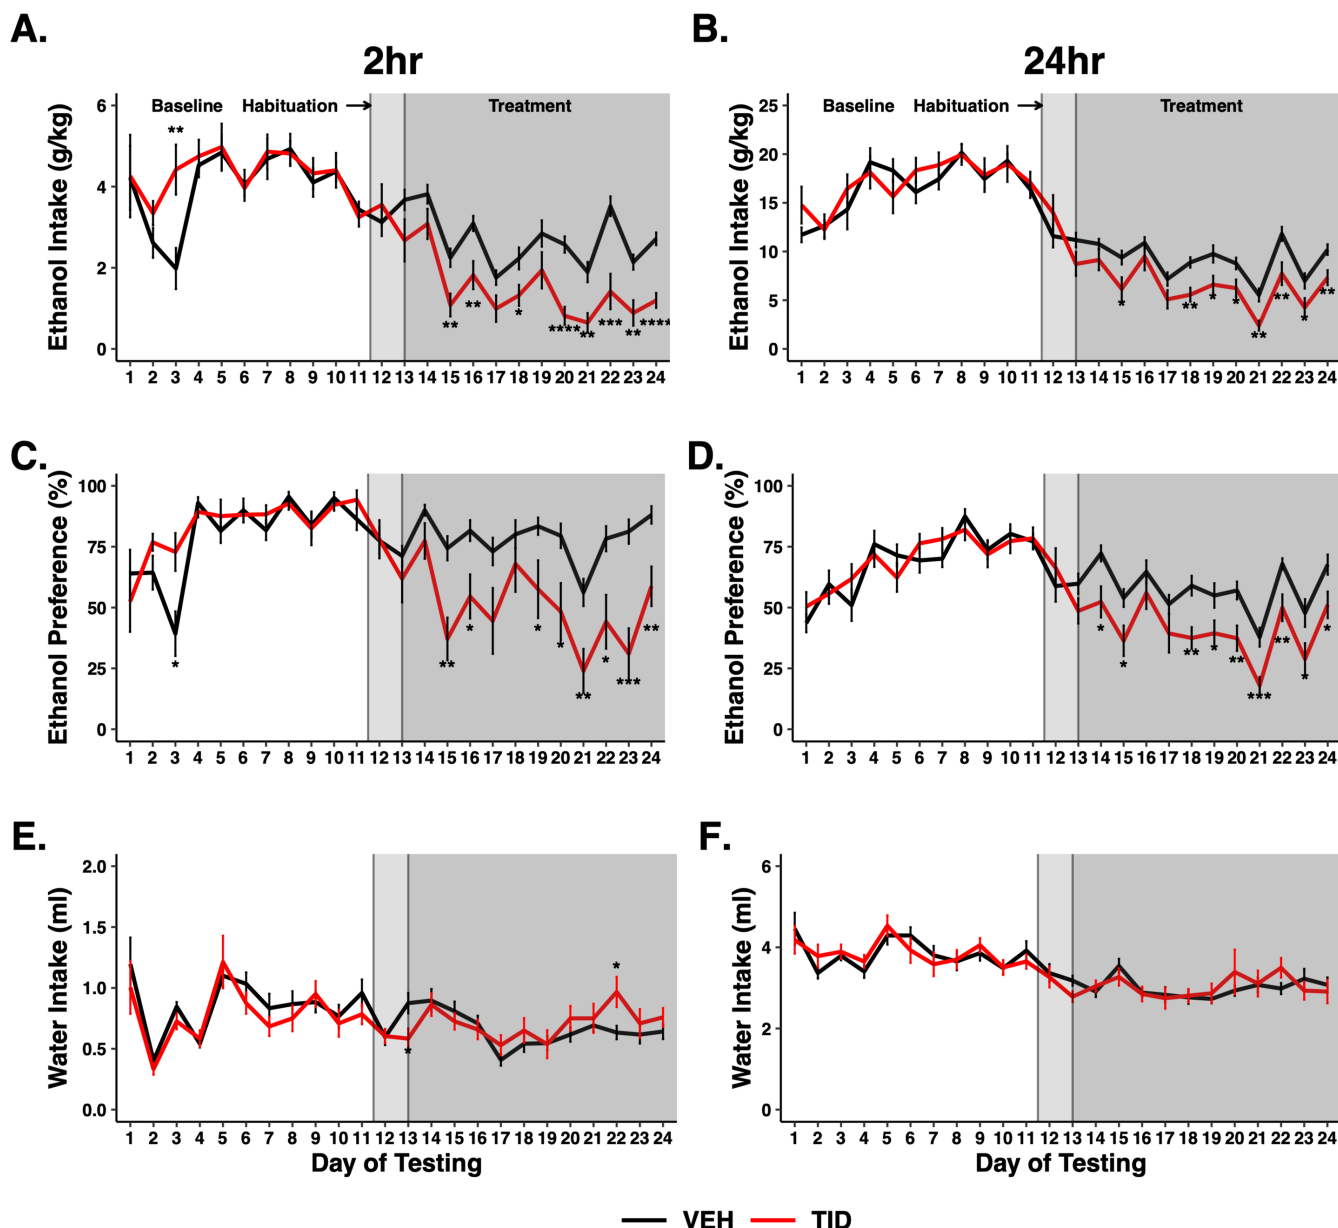 A.
B.
2hr
24hr
Ethanol Intake (g/kg)
6
4
2
0
Baseline Habituation Treatment
**
** ** * **** ** *** ** ****
1 2 3 4 5 6 7 8 9 10 11 12 13 14 15 16 17 18 19 20 21 22 23 24
Ethanol Intake (g/kg)
25
20
15
10
5
0
Baseline Habituation Treatment
* ** * * ** ** * **
1 2 3 4 5 6 7 8 9 10 11 12 13 14 15 16 17 18 19 20 21 22 23 24
C.
D.
Ethanol Preference (%)
100
75
50
25
0
* ** * * * ** * *** **
1 2 3 4 5 6 7 8 9 10 11 12 13 14 15 16 17 18 19 20 21 22 23 24
Ethanol Preference (%)
100
75
50
25
0
* * ** * ** *** ** * *
1 2 3 4 5 6 7 8 9 10 11 12 13 14 15 16 17 18 19 20 21 22 23 24
E.
F.
Water Intake (ml)
2.0
1.5
1.0
0.5
0.0
* *
1 2 3 4 5 6 7 8 9 10 11 12 13 14 15 16 17 18 19 20 21 22 23 24
Day of Testing
Water Intake (ml)
6
4
2
0
1 2 3 4 5 6 7 8 9 10 11 12 13 14 15 16 17 18 19 20 21 22 23 24
Day of Testing
VEH TID